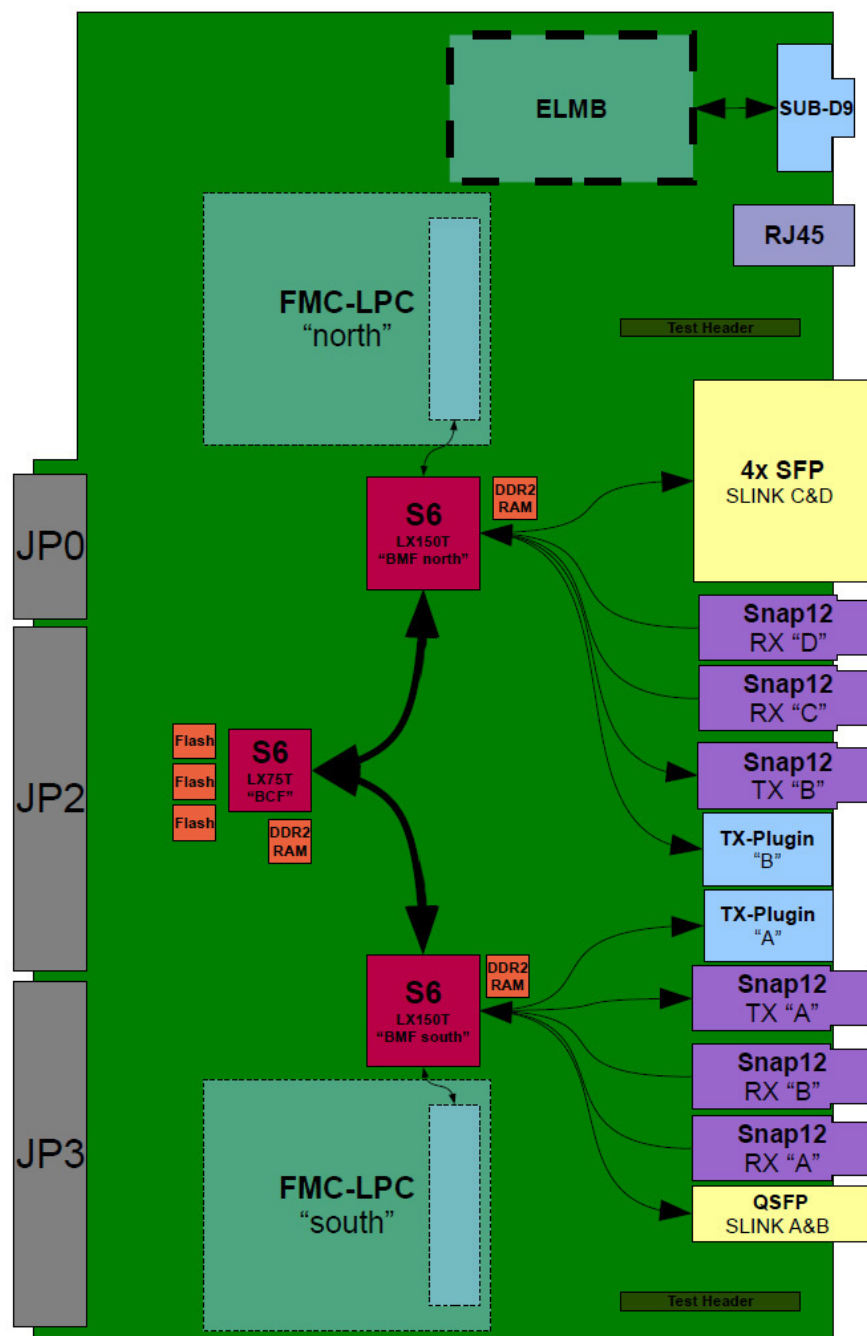 ELMB
SUB-D9
RJ45
FMC-LPC
“north”
Test Header
4x SFP
SLINK C&D
JP0
S6
LX150T
“BMF north”
DDR2
RAM
Snap12
RX “D”
Snap12
RX “C”
Snap12
TX “B”
JP2
Flash
Flash
Flash
S6
LX75T
“BCF”
DDR2
RAM
TX-Plugin
“B”
TX-Plugin
“A”
S6
LX150T
“BMF south”
DDR2
RAM
Snap12
TX “A”
Snap12
RX “B”
Snap12
RX “A”
JP3
FMC-LPC
“south”
QSFP
SLINK A&B
Test Header